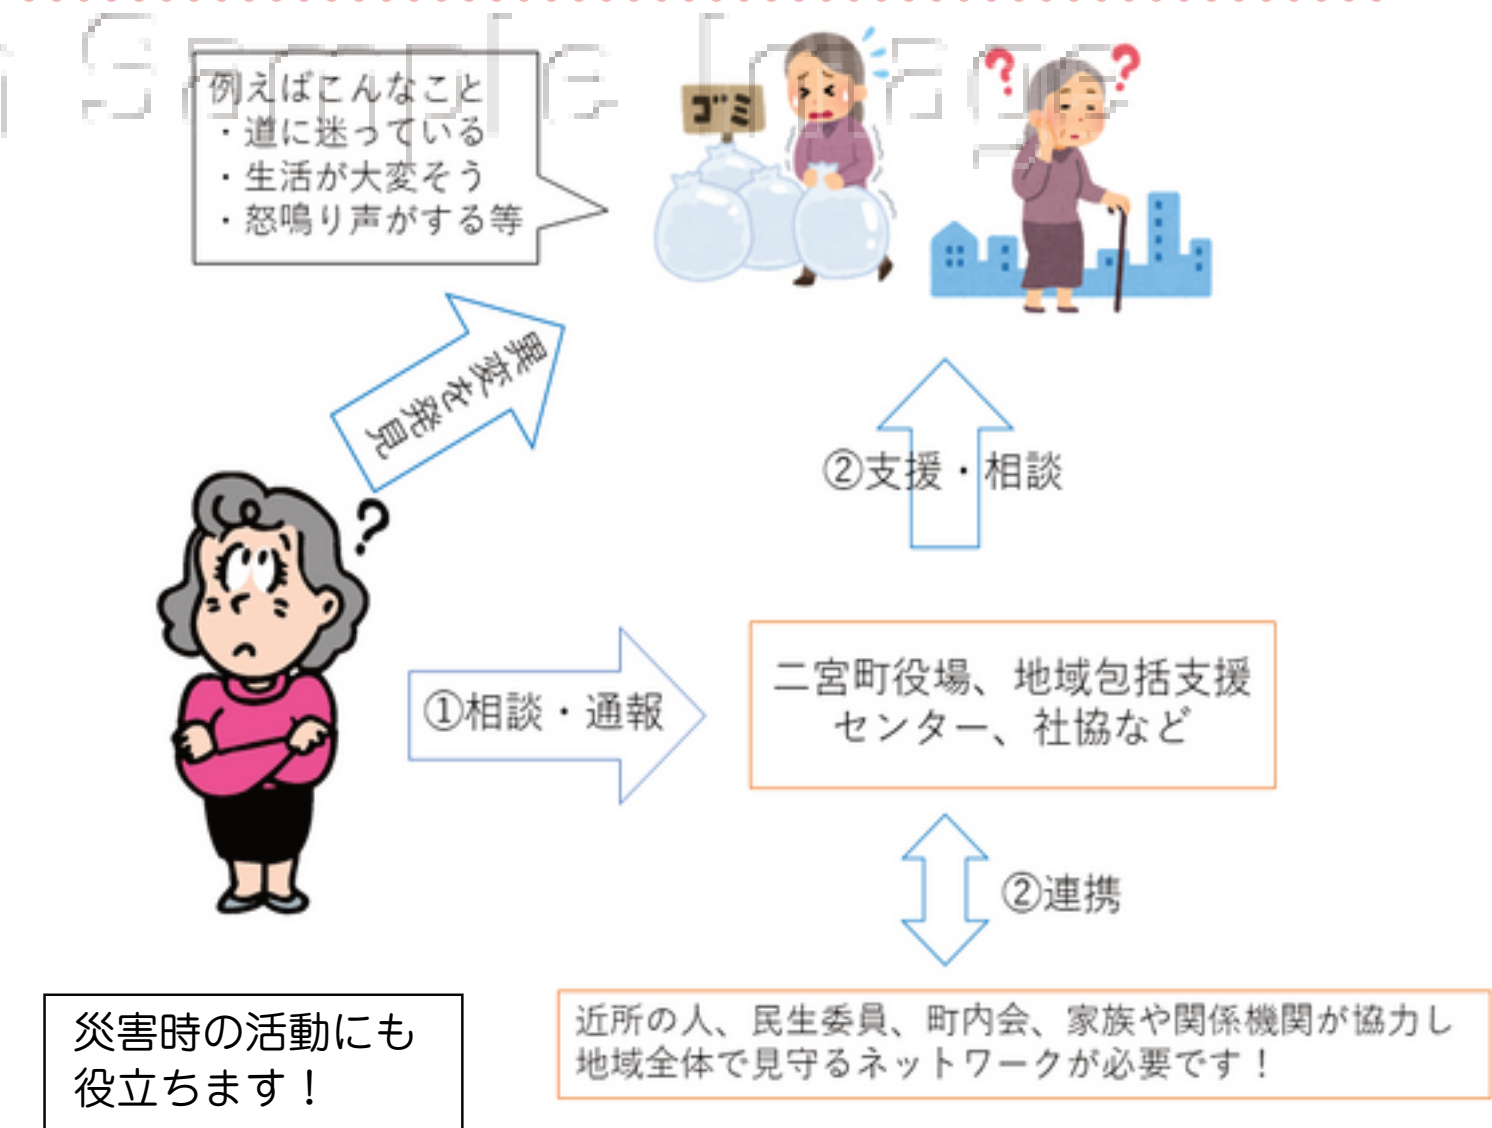 Sample Image
例えばこんなこと
・道に迷っている
・生活が大変そう
・怒鳴り声がする等
ゴミ
? ?
異変を発見
?
②支援・相談
①相談・通報
二宮町役場、地域包括支援
センター、社協など
②連携
災害時の活動にも
役立ちます！
近所の人、民生委員、町内会、家族や関係機関が協力し
地域全体で見守るネットワークが必要です！